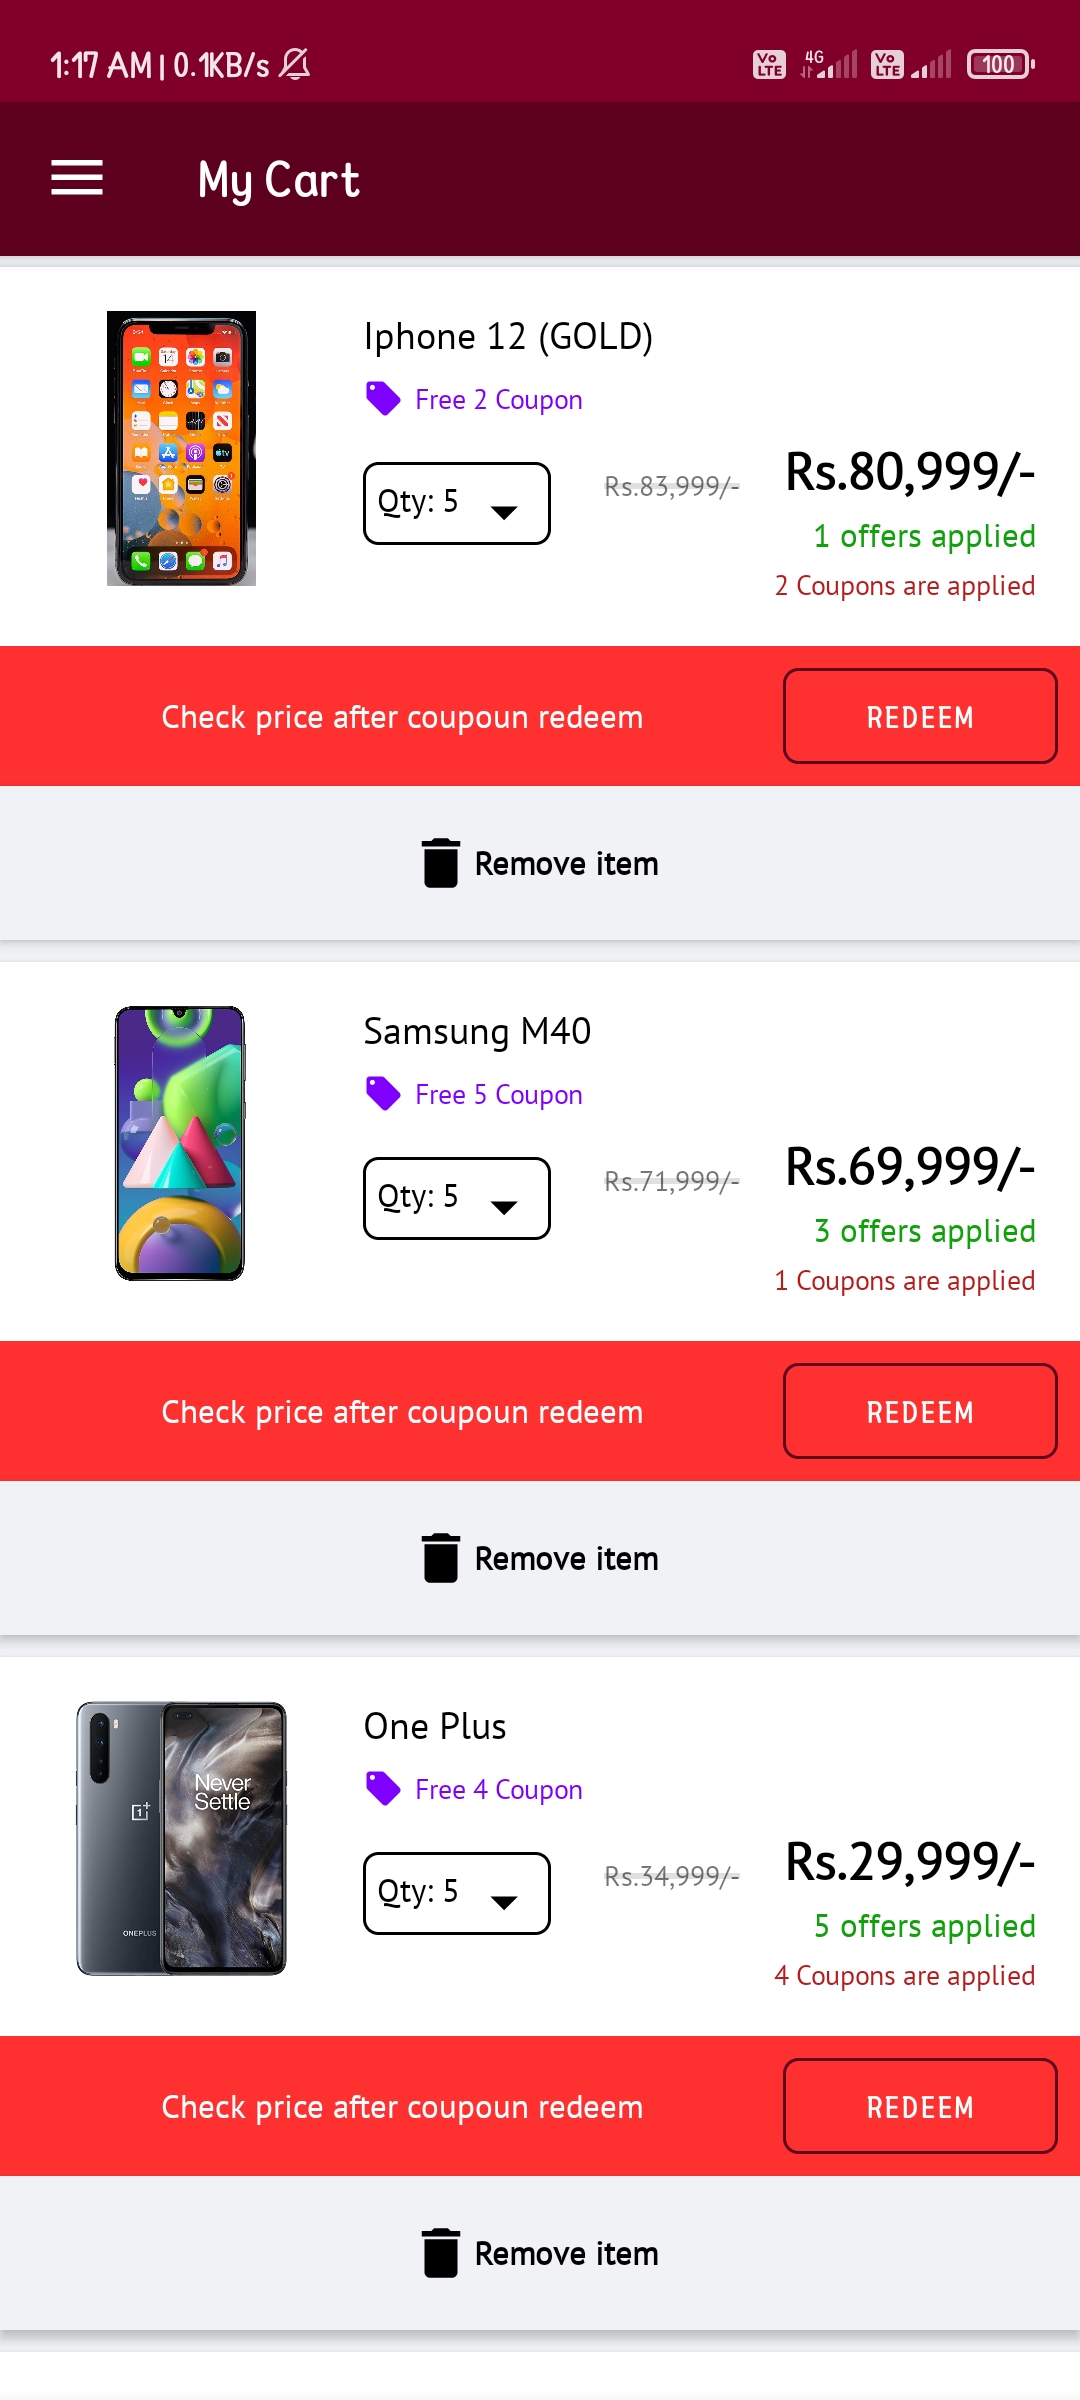 1:17 AM | 0.1KB/s
Vo LTE 4G Vo LTE 100
My Cart
Iphone 12 (GOLD)
Free 2 Coupon
Qty: 5
Rs.83,999/- Rs.80,999/-
1 offers applied
2 Coupons are applied
Check price after coupoun redeem REDEEM
Remove item
Samsung M40
Free 5 Coupon
Qty: 5
Rs.71,999/- Rs.69,999/-
3 offers applied
1 Coupons are applied
Check price after coupoun redeem REDEEM
Remove item
One Plus
Never
Settle
ONEPLUS
Free 4 Coupon
Qty: 5
Rs.34,999/- Rs.29,999/-
5 offers applied
4 Coupons are applied
Check price after coupoun redeem REDEEM
Remove item